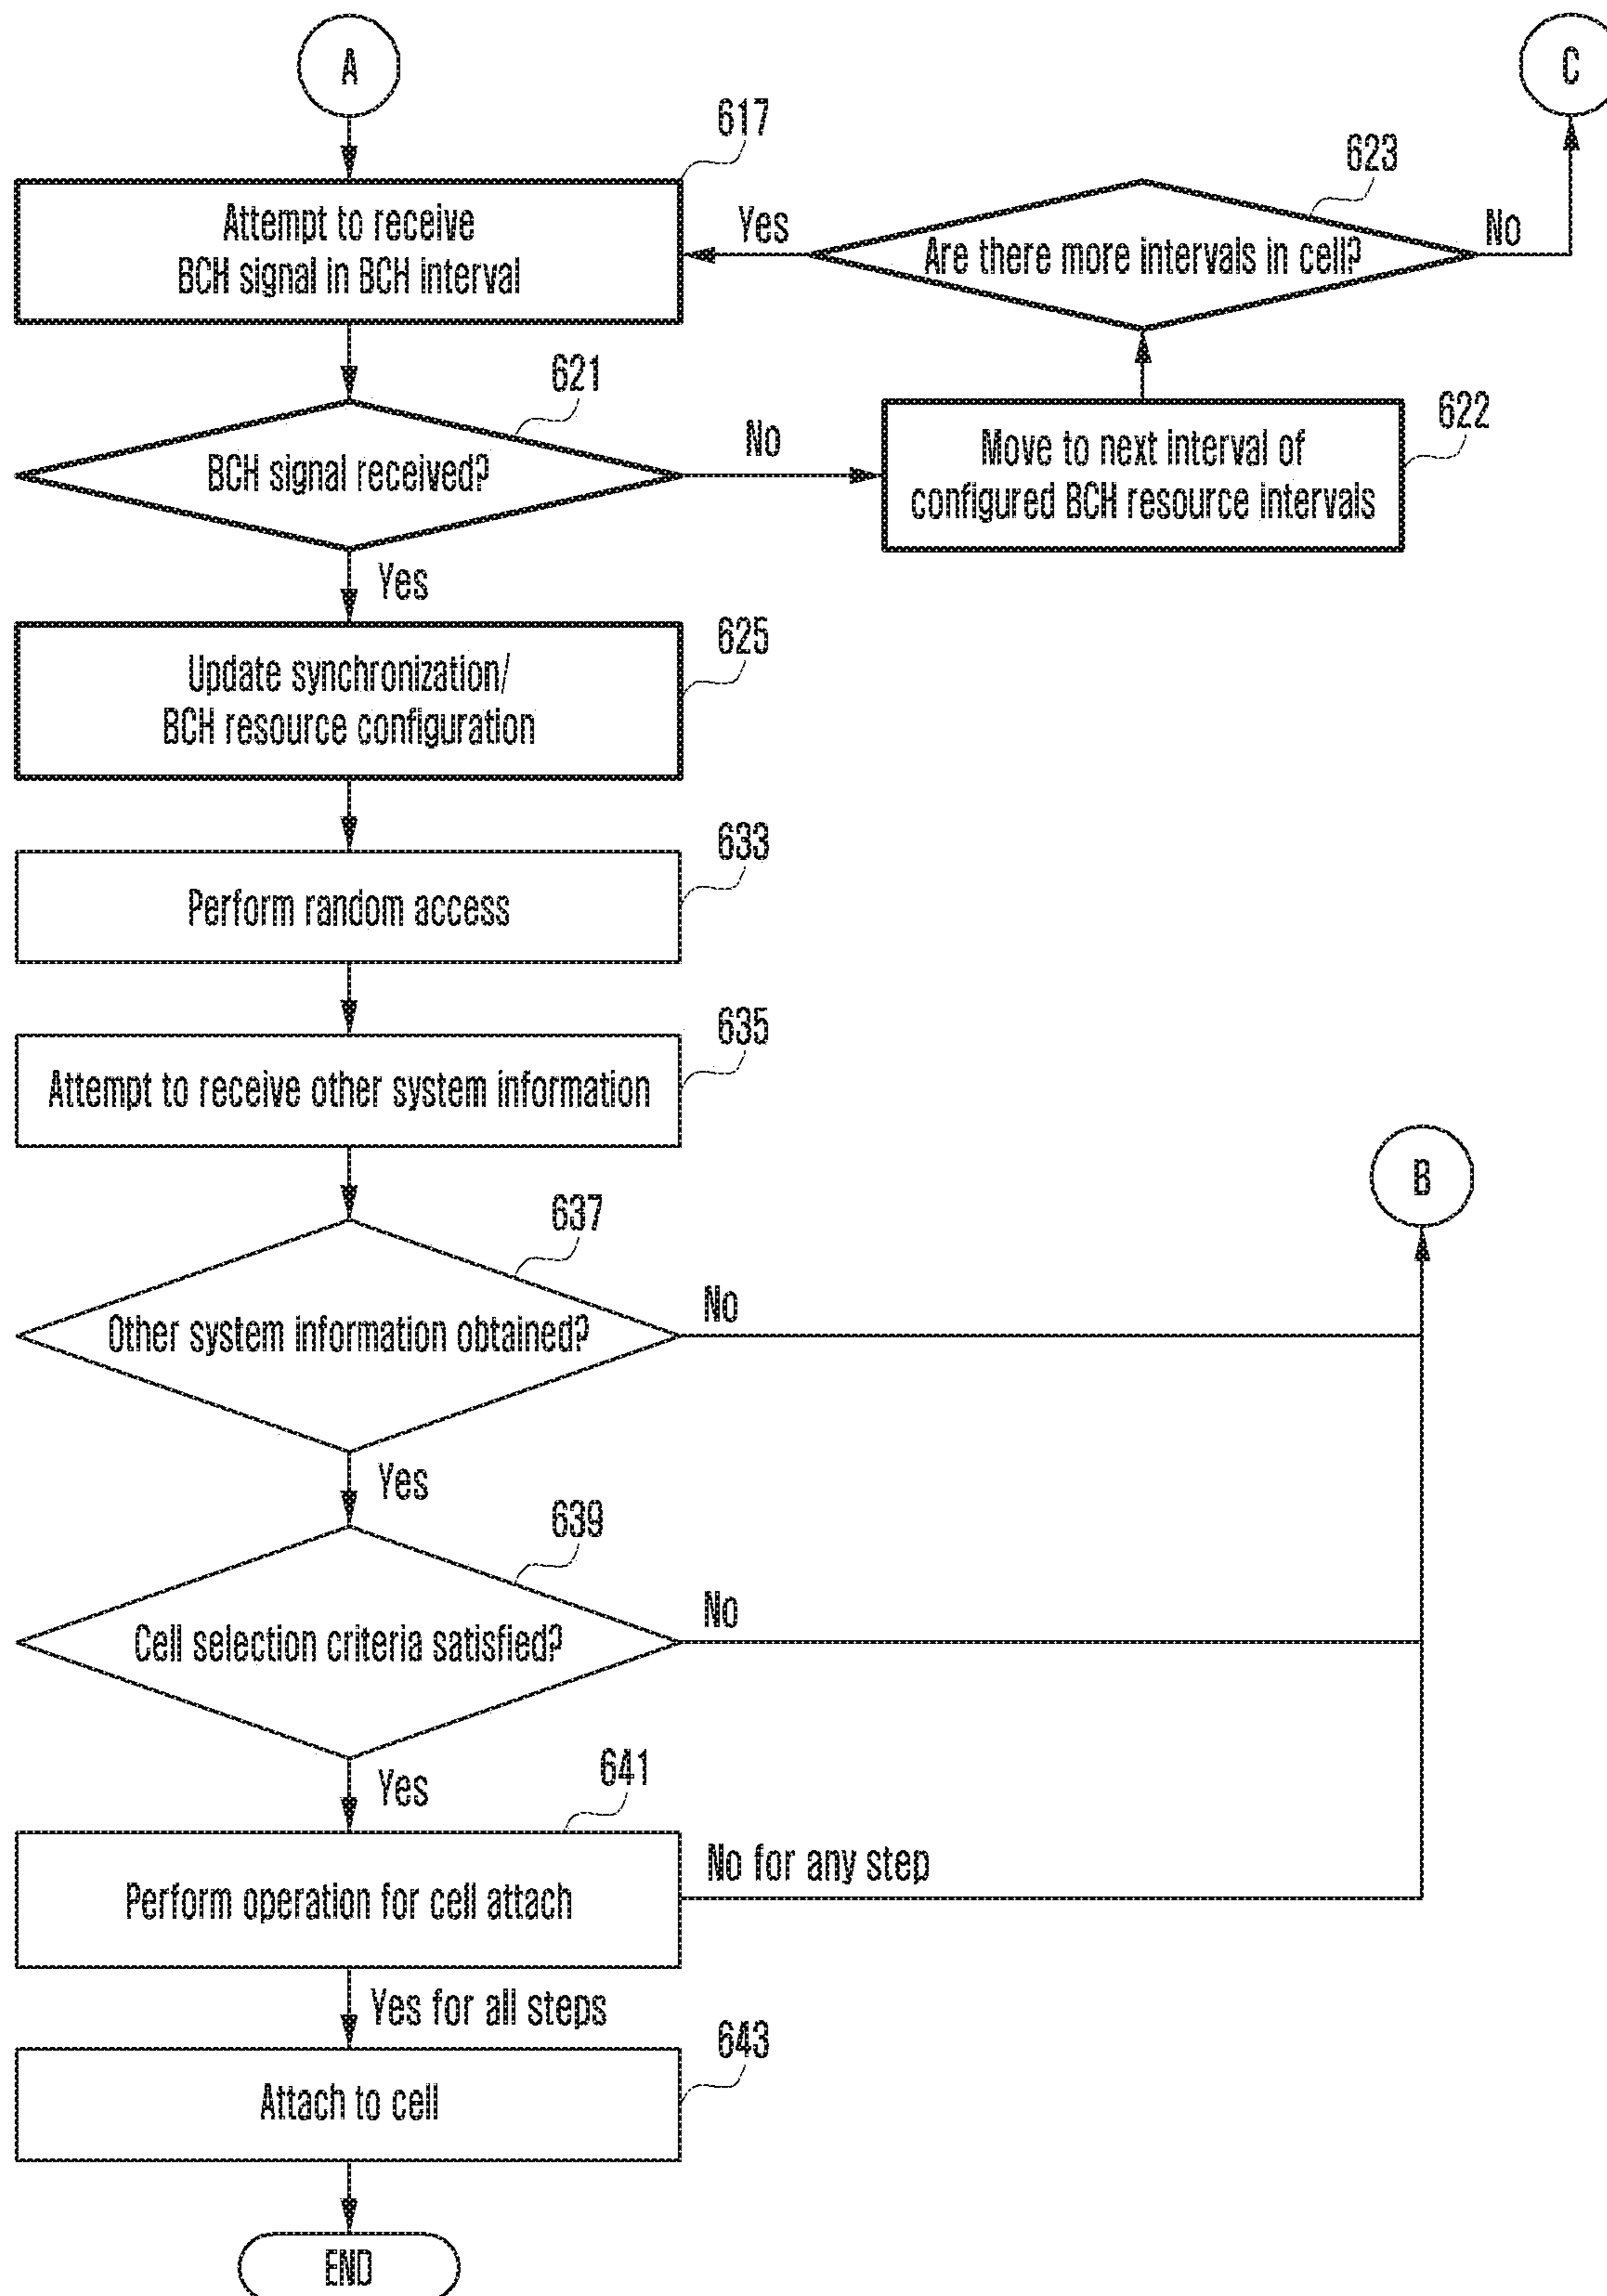 A
C
617
623
Attempt to receive
BCH signal in BCH interval
Yes
Are there more intervals in cell?
No
621
622
BCH signal received?
No
Move to next interval of
configured BCH resource intervals
Yes
625
Update synchronization/
BCH resource configuration
633
Perform random access
635
Attempt to receive other system information
B
637
Other system information obtained?
No
Yes
639
Cell selection criteria satisfied?
No
Yes
641
Perform operation for cell attach
No for any step
Yes for all steps
643
Attach to cell
END